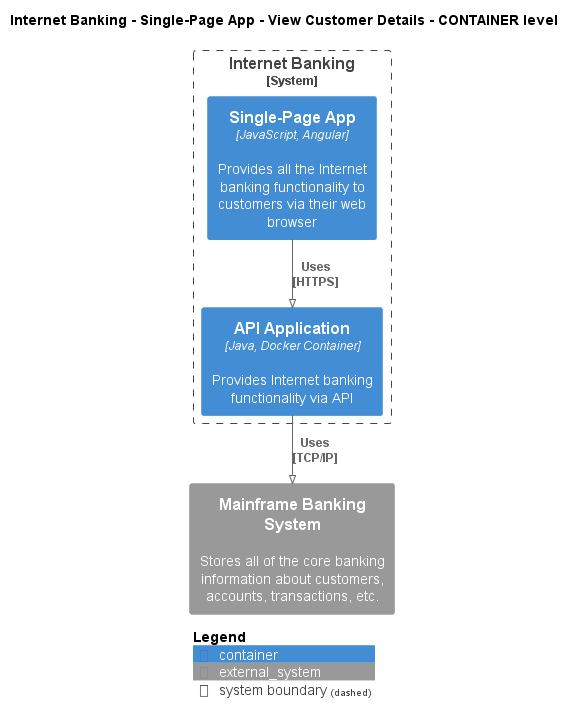 Internet Banking - Single-Page App - View Customer Details - CONTAINER level
Internet Banking
[System]
Single-Page App
[JavaScript, Angular]
Provides all the Internet
banking functionality to
customers via their web
browser
Uses
[HTTPS]
API Application
[Java, Docker Container]
Provides Internet banking
functionality via API
Uses
[TCP/IP]
Mainframe Banking
System
Stores all of the core banking
information about customers,
accounts, transactions, etc.
Legend
container
external_system
system boundary (dashed)